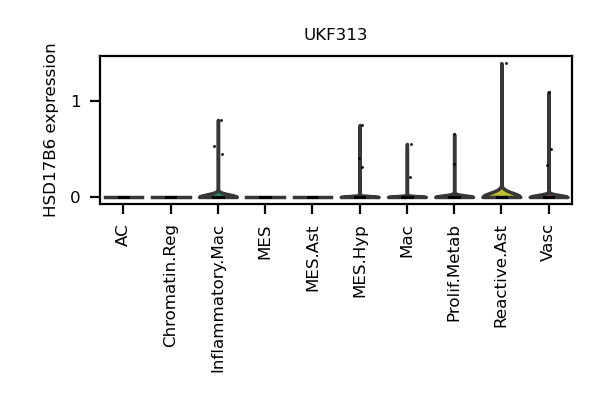 UKF313
HSD17B6 expression
1
0
AC
Chromatin.Reg
Inflammatory.Mac
MES
MES.Ast
MES.Hyp
Mac
Prolif.Metab
Reactive.Ast
Vasc